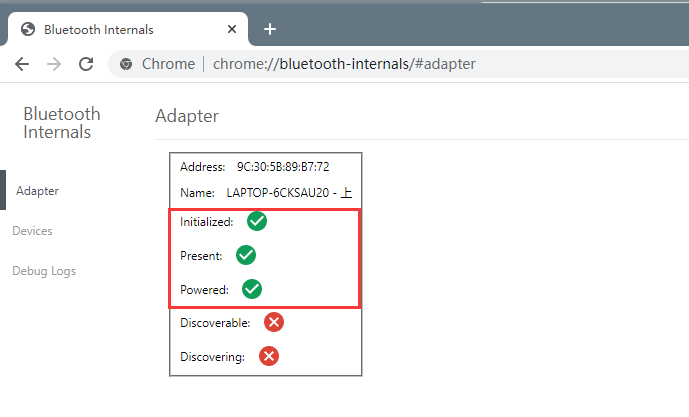 Bluetooth Internals
Chrome | chrome://bluetooth-internals/#adapter
Bluetooth
Internals
Adapter
Devices
Debug Logs
Adapter
Address: 9C:30:5B:89:B7:72
Name: LAPTOP-6CKSAU20 - 上
Initialized:
Present:
Powered:
Discoverable:
Discovering: